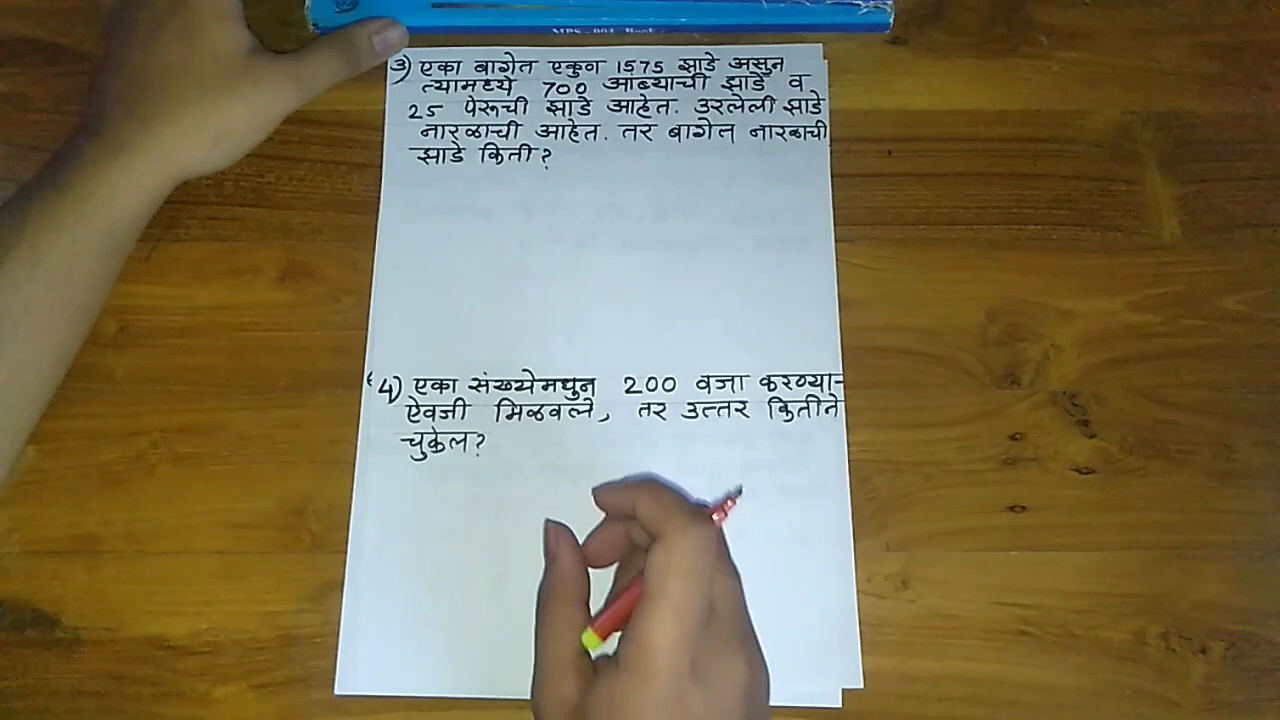 3) एका बागेत एकुण 1575 झाडे असुन
त्यामध्ये 700 आंब्याची झाडे व
25 पेरूची झाडे आहेत. उरलेली झाडे
नारळाची आहेत. तर बागेत नारळाची
झाडे किती?
4) एका संख्येमधुन 200 वजा करण्या-
ऐवजी मिळवले, तर उत्तर कितीने
चुकेल?